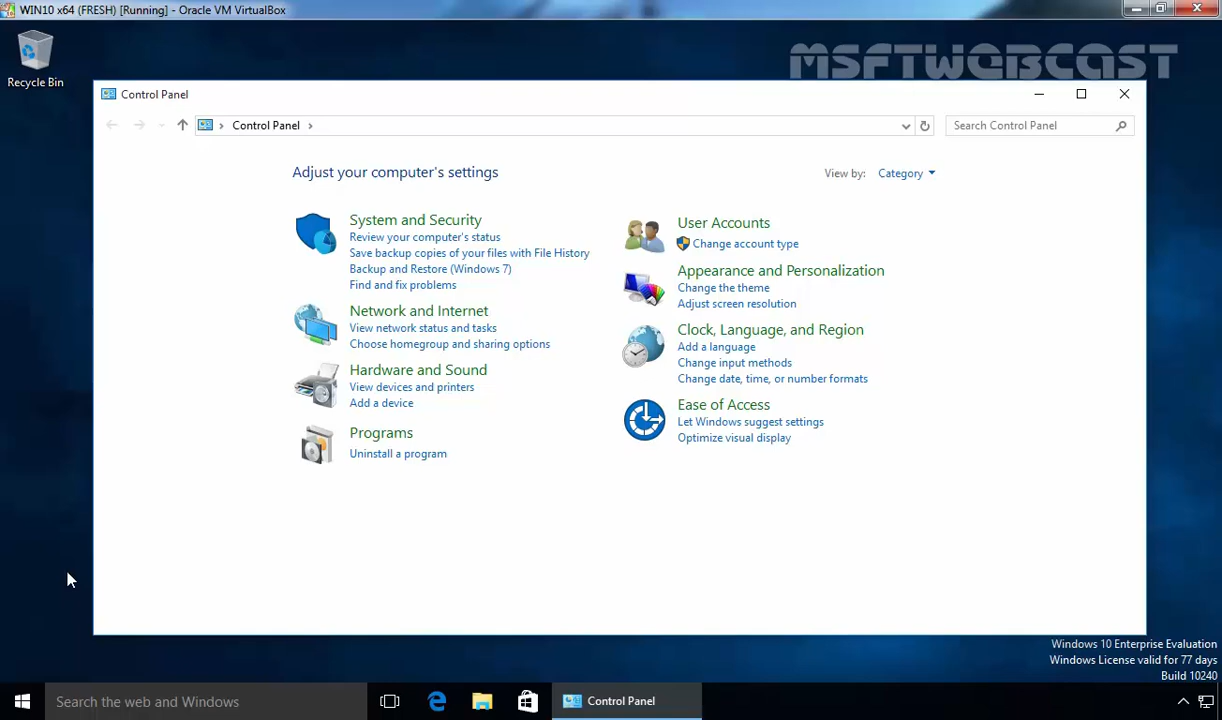 WIN10 x64 (FRESH) [Running] - Oracle VM VirtualBox
MSFTWEBCAST
Recycle Bin
Control Panel
Control Panel
Search Control Panel
Adjust your computer's settings
View by: Category
System and Security
Review your computer's status
Save backup copies of your files with File History
Backup and Restore (Windows 7)
Find and fix problems
Network and Internet
View network status and tasks
Choose homegroup and sharing options
Hardware and Sound
View devices and printers
Add a device
Programs
Uninstall a program
User Accounts
Change account type
Appearance and Personalization
Change the theme
Adjust screen resolution
Clock, Language, and Region
Add a language
Change input methods
Change date, time, or number formats
Ease of Access
Let Windows suggest settings
Optimize visual display
Windows 10 Enterprise Evaluation
Windows License valid for 77 days
Build 10240
Search the web and Windows
Control Panel